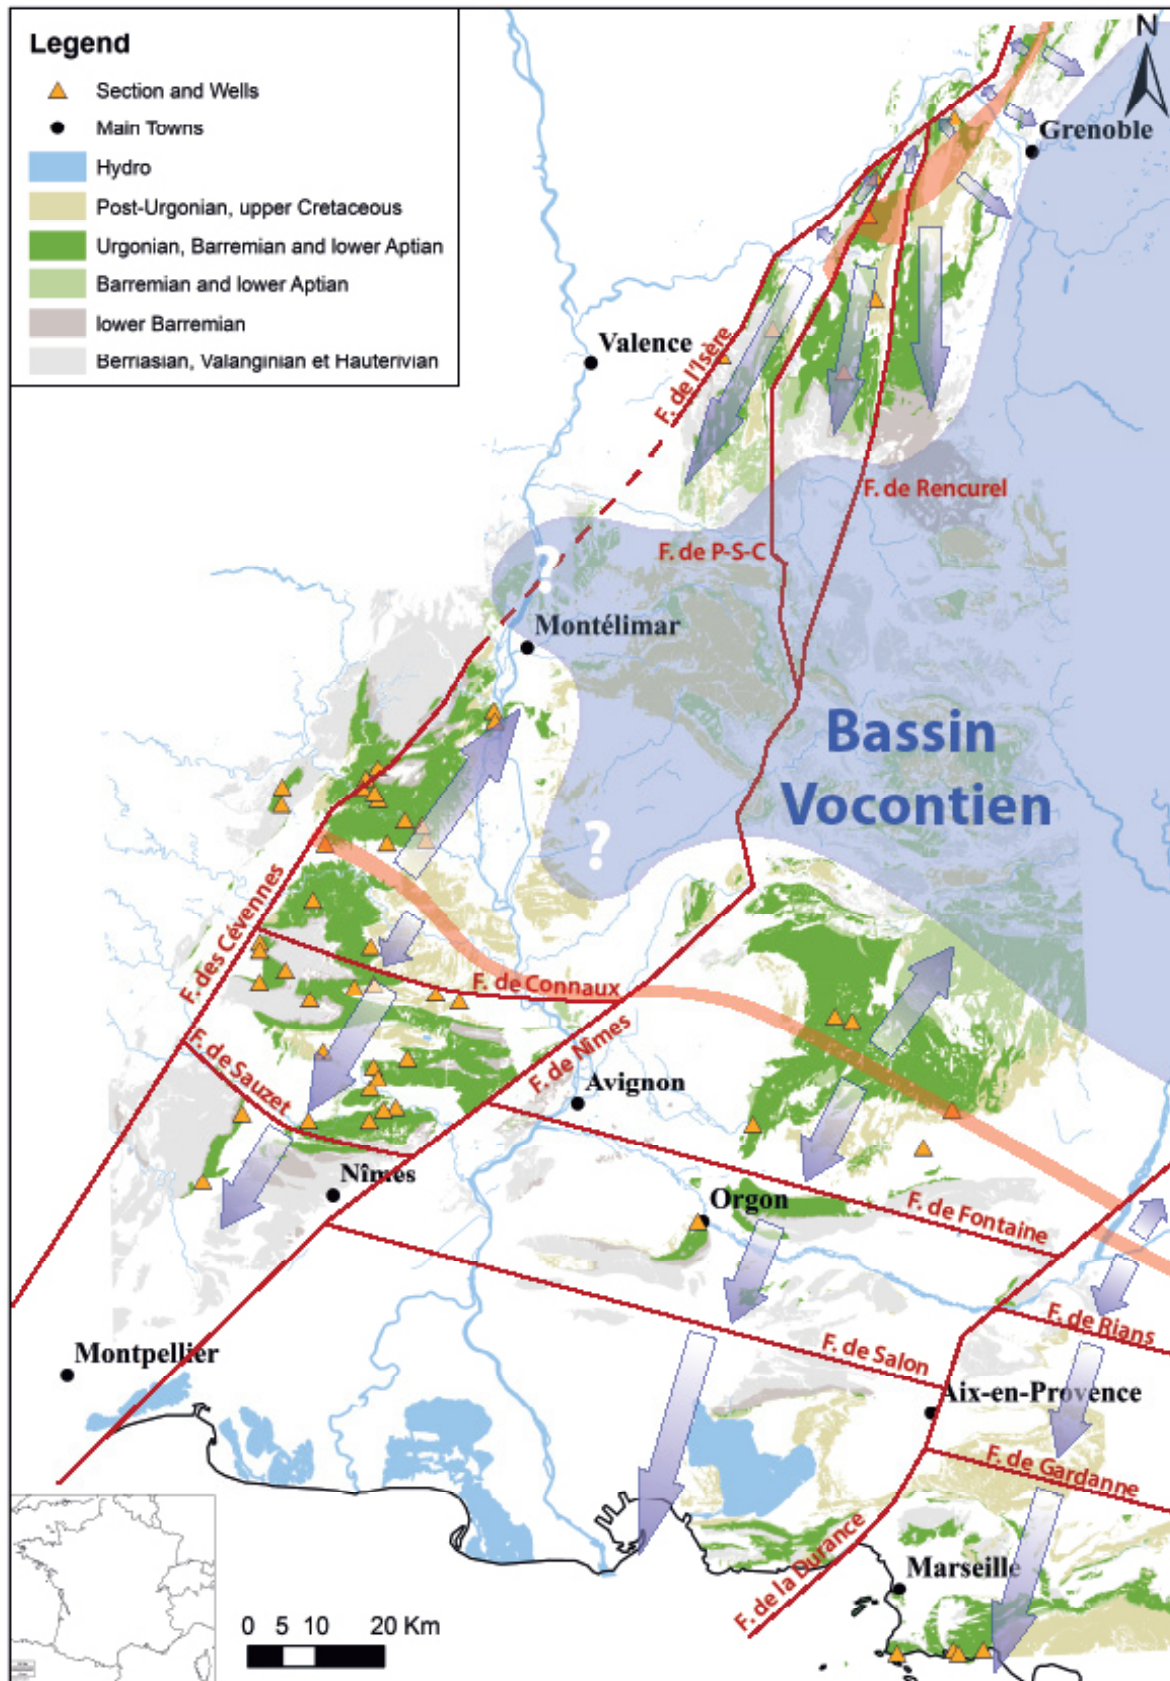 Legend
Section and Wells
Main Towns
Hydro
Post-Urgonian, upper Cretaceous
Urgonian, Barremian and lower Aptian
Barremian and lower Aptian
lower Barremian
Berriasian, Valanginian et Hauterivian
N
Grenoble
Valence
F. de l'Isère
F. de Rencurel
F. de P-S-C
?
Montélimar
Bassin
Vocontien
?
F. des Cévennes
F. de Connaux
F. de Nîmes
F. de Sauzet
Avignon
Nîmes
Orgon
F. de Fontaine
F. de Rians
Montpellier
F. de Salon
Aix-en-Provence
F. de Gardanne
F. de la Durance
Marseille
0 5 10 20 Km